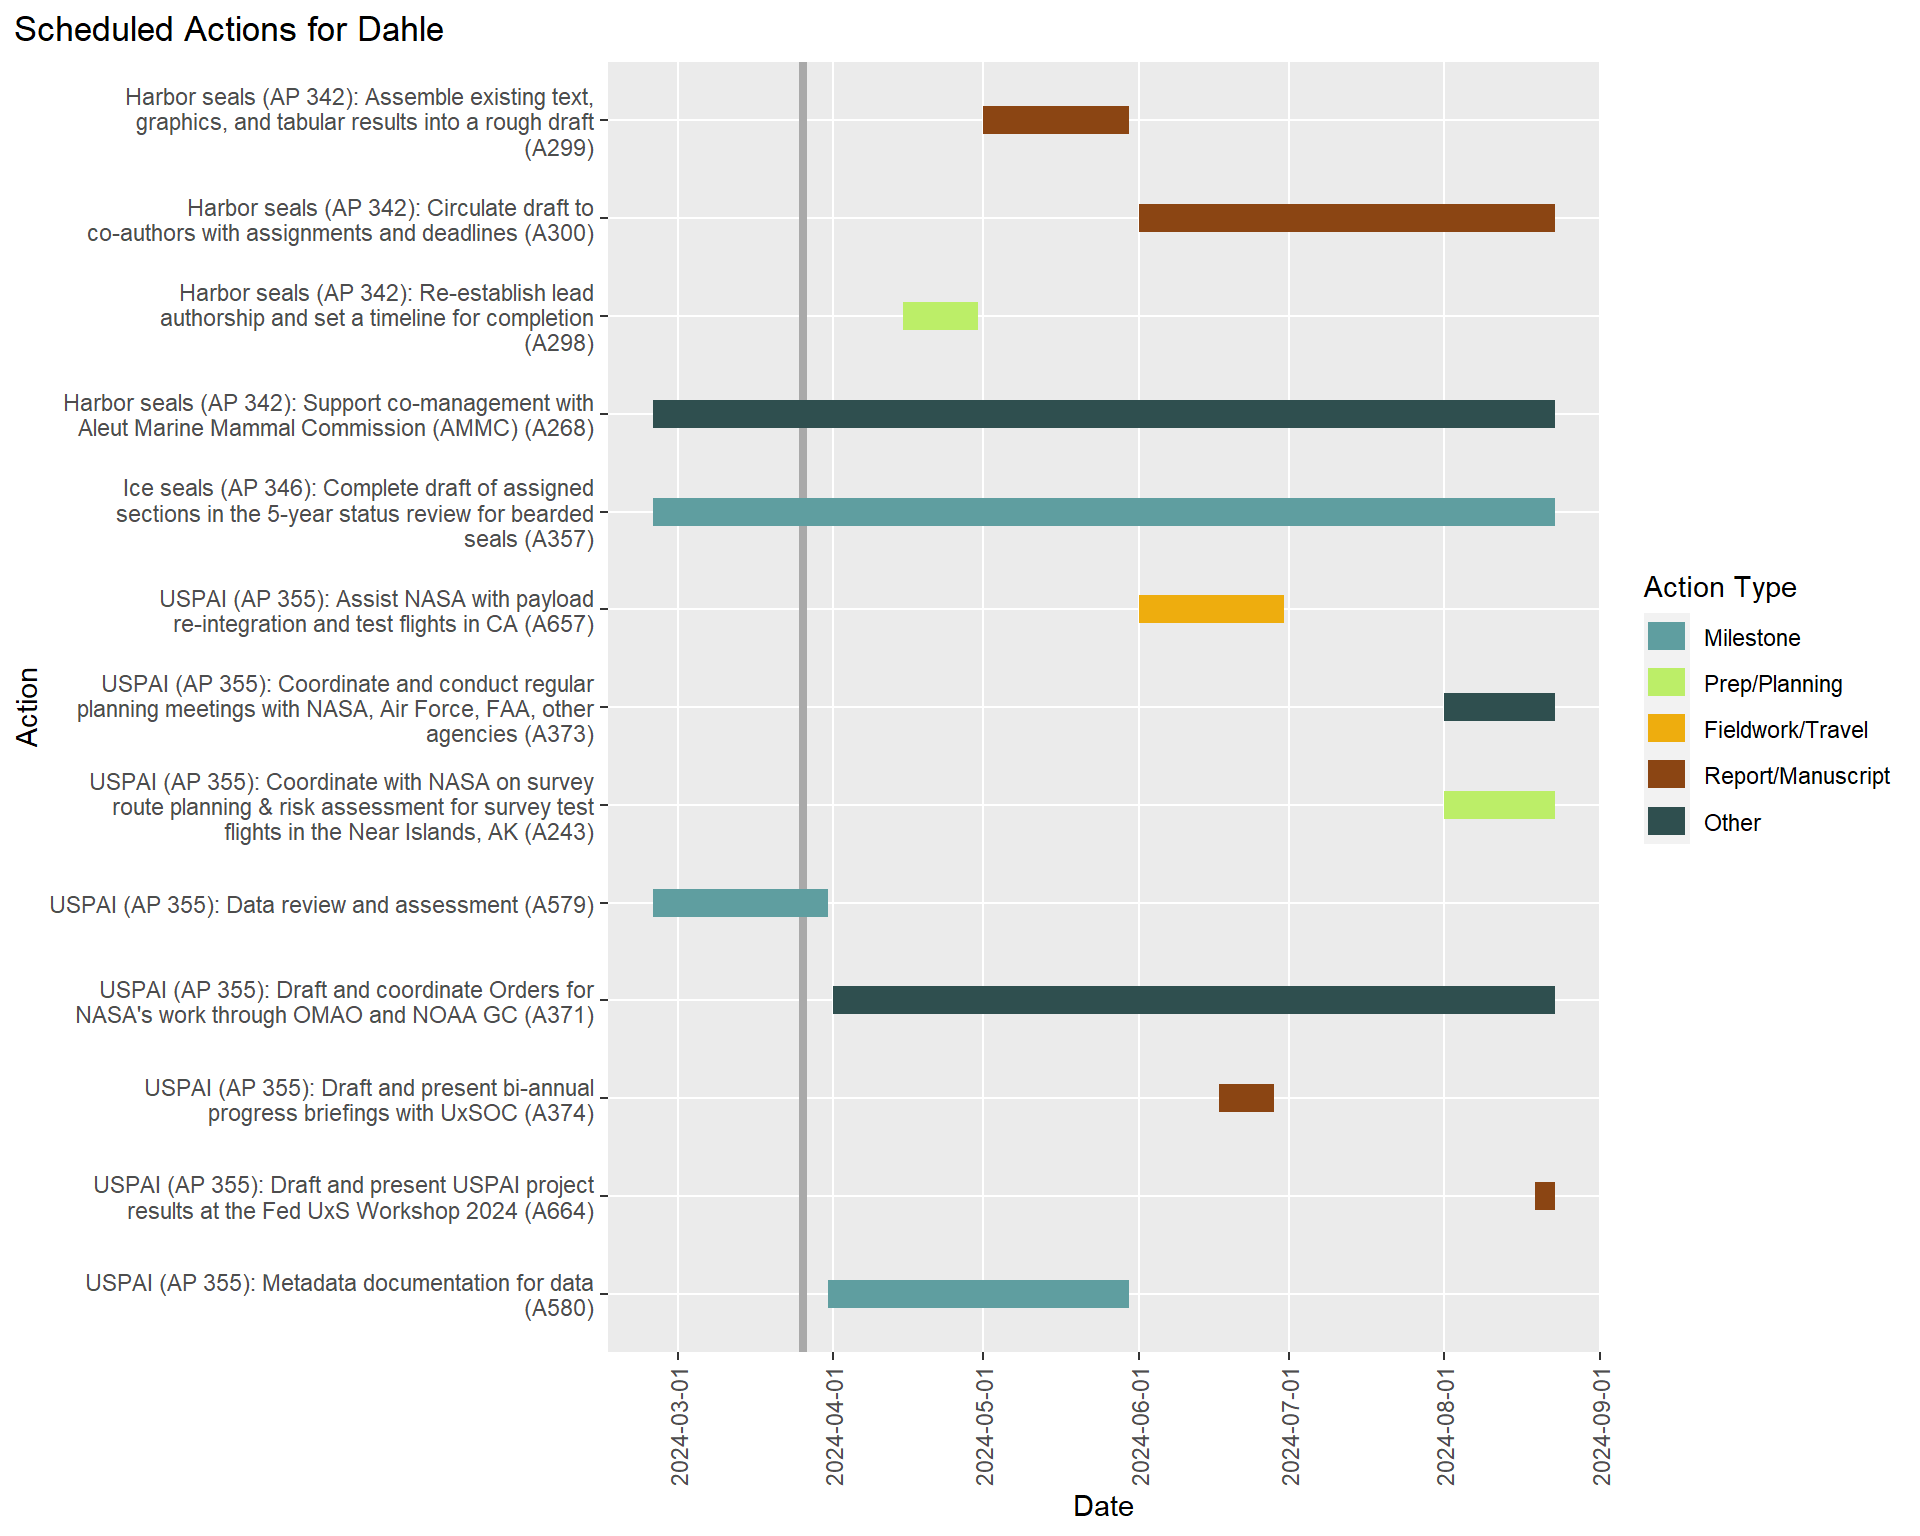 Scheduled Actions for Dahle
Harbor seals (AP 342): Assemble existing text,
graphics, and tabular results into a rough draft
(A299)
Harbor seals (AP 342): Circulate draft to
co-authors with assignments and deadlines (A300)
Harbor seals (AP 342): Re-establish lead
authorship and set a timeline for completion
(A298)
Harbor seals (AP 342): Support co-management with
Aleut Marine Mammal Commission (AMMC) (A268)
Ice seals (AP 346): Complete draft of assigned
sections in the 5-year status review for bearded
seals (A357)
USPAI (AP 355): Assist NASA with payload
re-integration and test flights in CA (A657)
USPAI (AP 355): Coordinate and conduct regular
planning meetings with NASA, Air Force, FAA, other
agencies (A373)
USPAI (AP 355): Coordinate with NASA on survey
route planning & risk assessment for survey test
flights in the Near Islands, AK (A243)
USPAI (AP 355): Data review and assessment (A579)
USPAI (AP 355): Draft and coordinate Orders for
NASA's work through OMAO and NOAA GC (A371)
USPAI (AP 355): Draft and present bi-annual
progress briefings with UxSOC (A374)
USPAI (AP 355): Draft and present USPAI project
results at the Fed UxS Workshop 2024 (A664)
USPAI (AP 355): Metadata documentation for data
(A580)
Action
2024-03-01
2024-04-01
2024-05-01
2024-06-01
2024-07-01
2024-08-01
2024-09-01
Date
Action Type
Milestone
Prep/Planning
Fieldwork/Travel
Report/Manuscript
Other